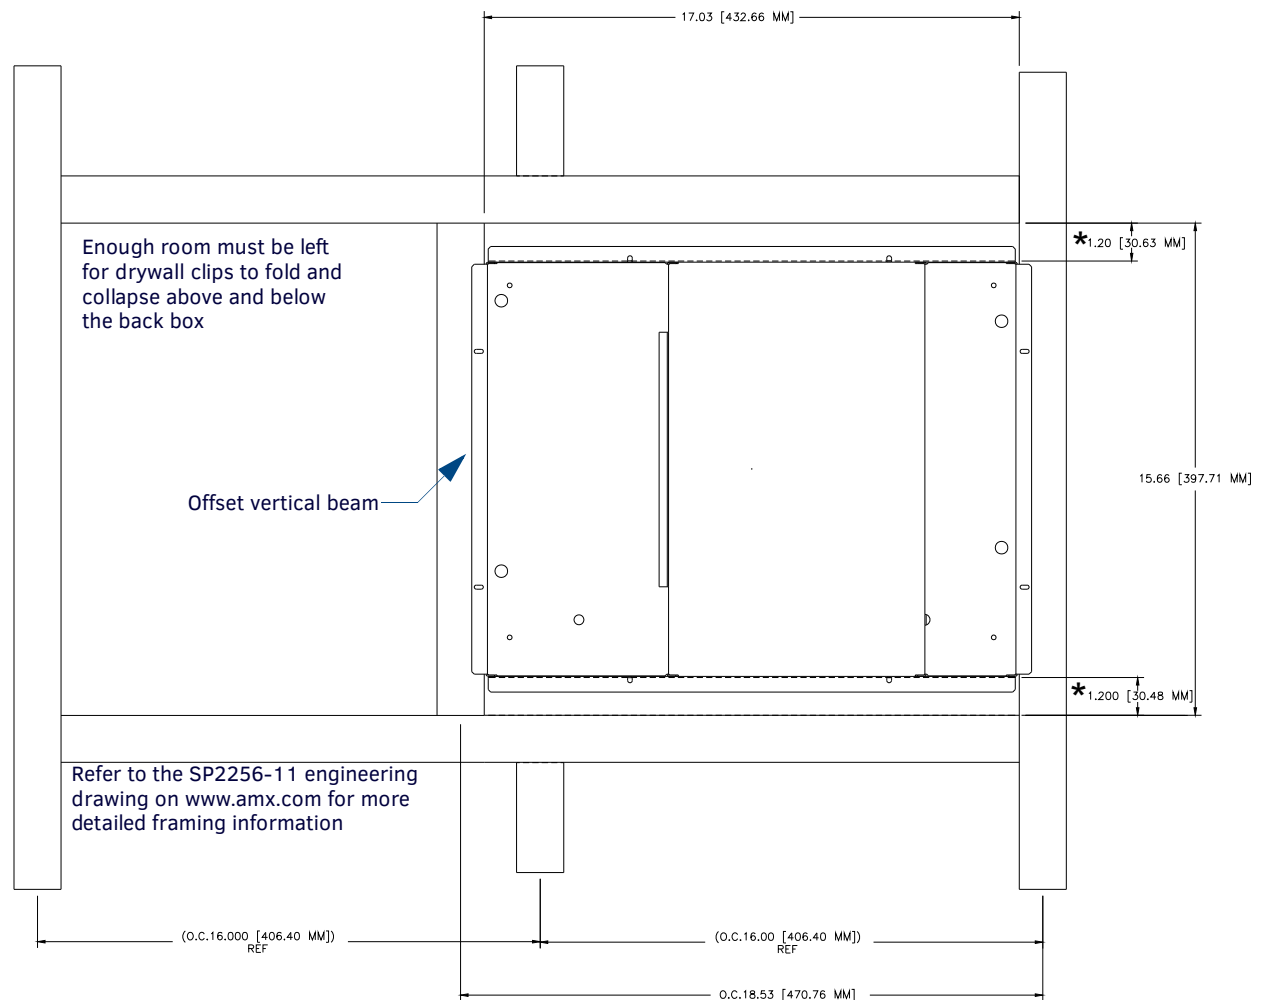 17.03 [432.66 MM]
Enough room must be left
for drywall clips to fold and
collapse above and below
the back box
*1.20 [30.63 MM]
15.66 [397.71 MM]
Offset vertical beam
*1.200 [30.48 MM]
Refer to the SP2256-11 engineering
drawing on www.amx.com for more
detailed framing information
(O.C.16.000 [406.40 MM])
REF
(O.C.16.00 [406.40 MM])
REF
O.C.18.53 [470.76 MM]